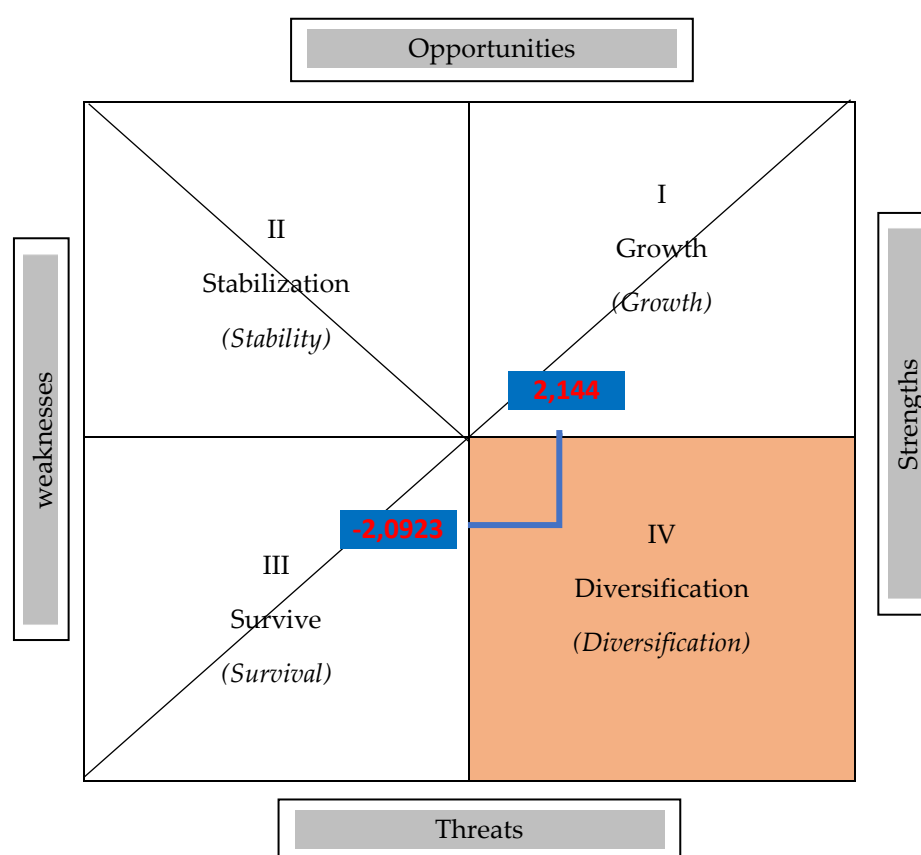 Opportunities
I
Growth
(Growth)
II
Stabilization
(Stability)
weaknesses
Strengths
2,144
-2,0923
III
Survive
(Survival)
IV
Diversification
(Diversification)
Threats